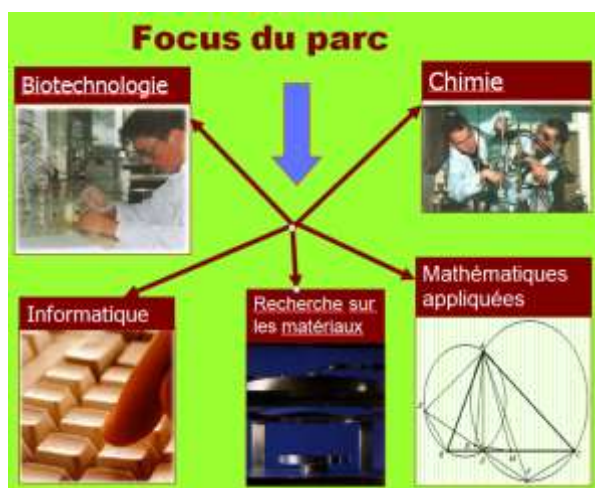 Focus du parc
Biotechnologie
Chimie
Informatique
Recherche sur
les matériaux
Mathématiques
appliquées